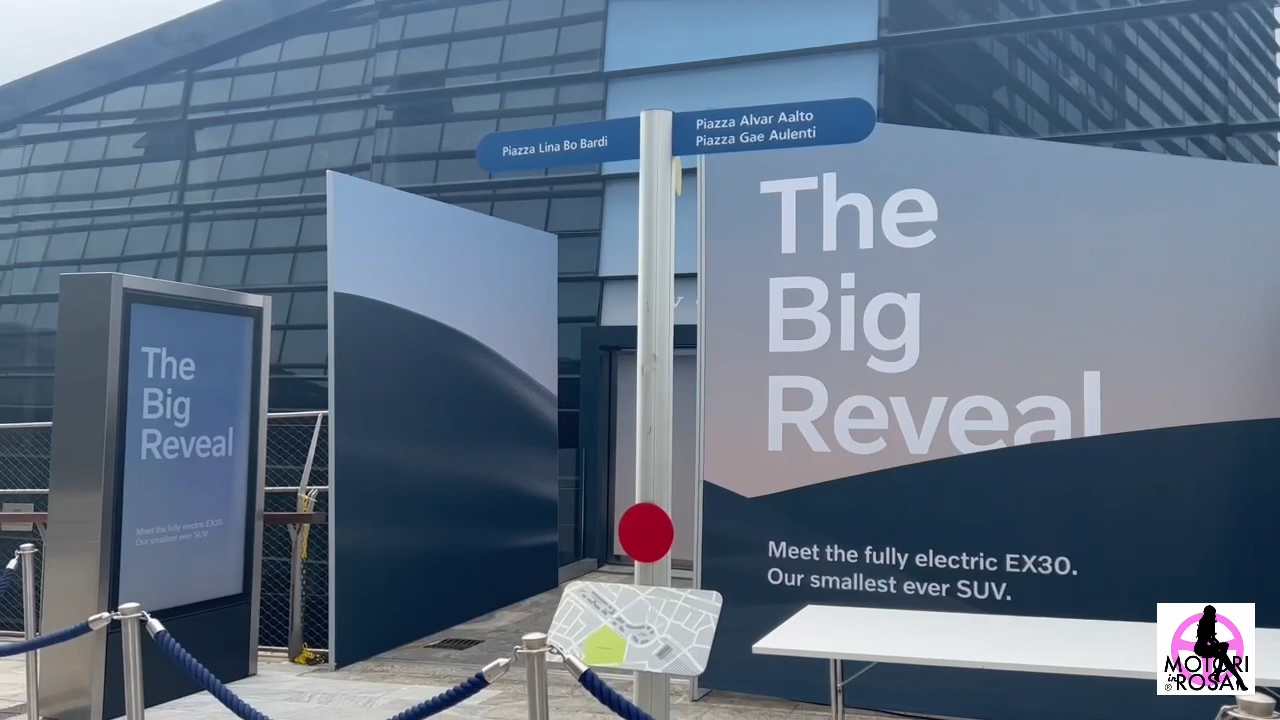 Piazza Lina Bo Bardi
Piazza Alvar Aalto
Piazza Gae Aulenti
The
Big
Reveal
Meet the fully electric EX30.
Our smallest ever SUV.
The
Big
Reveal
Meet the fully electric EX30.
Our smallest ever SUV.
MOTORI
in
© ROSA